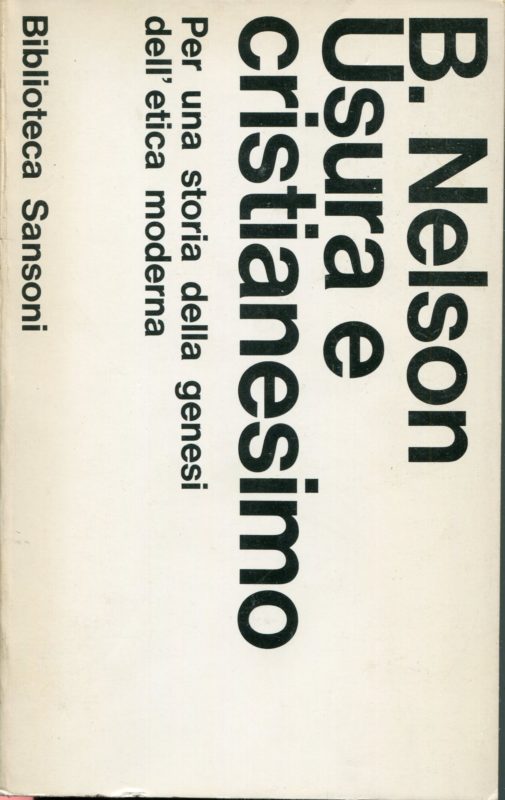 B. Nelson
Usura e
cristianesimo
Per una storia della genesi
dell' etica moderna
Biblioteca Sansoni